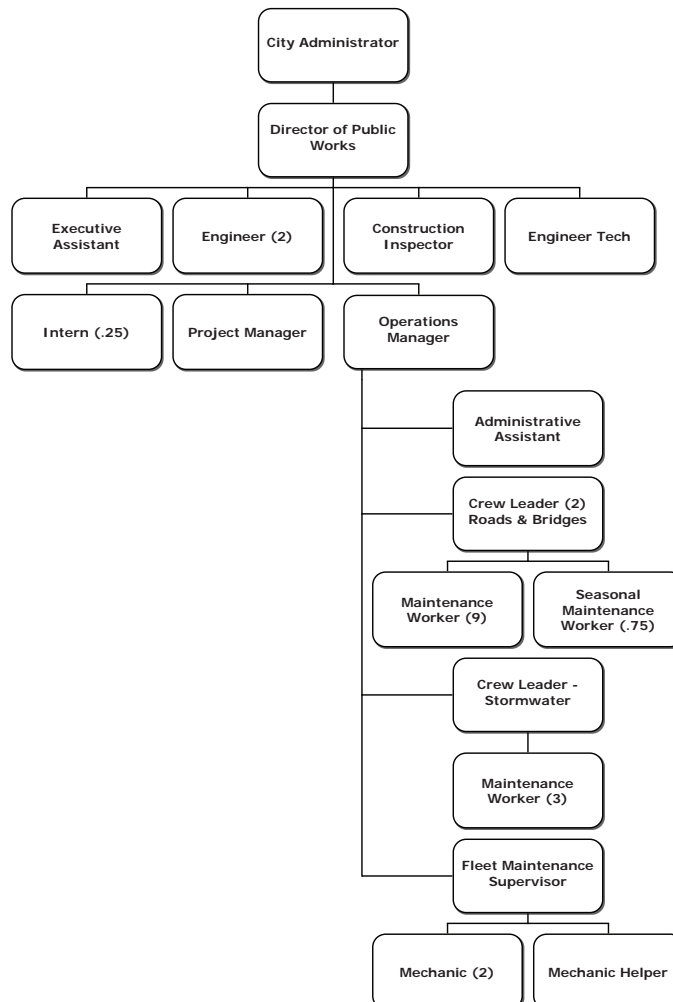 City Administrator
Director of Public
Works
Executive
Assistant
Engineer (2)
Construction
Inspector
Engineer Tech
Intern (.25)
Project Manager
Operations
Manager
Administrative
Assistant
Crew Leader (2)
Roads & Bridges
Maintenance
Worker (9)
Seasonal
Maintenance
Worker (.75)
Crew Leader -
Stormwater
Maintenance
Worker (3)
Fleet Maintenance
Supervisor
Mechanic (2)
Mechanic Helper